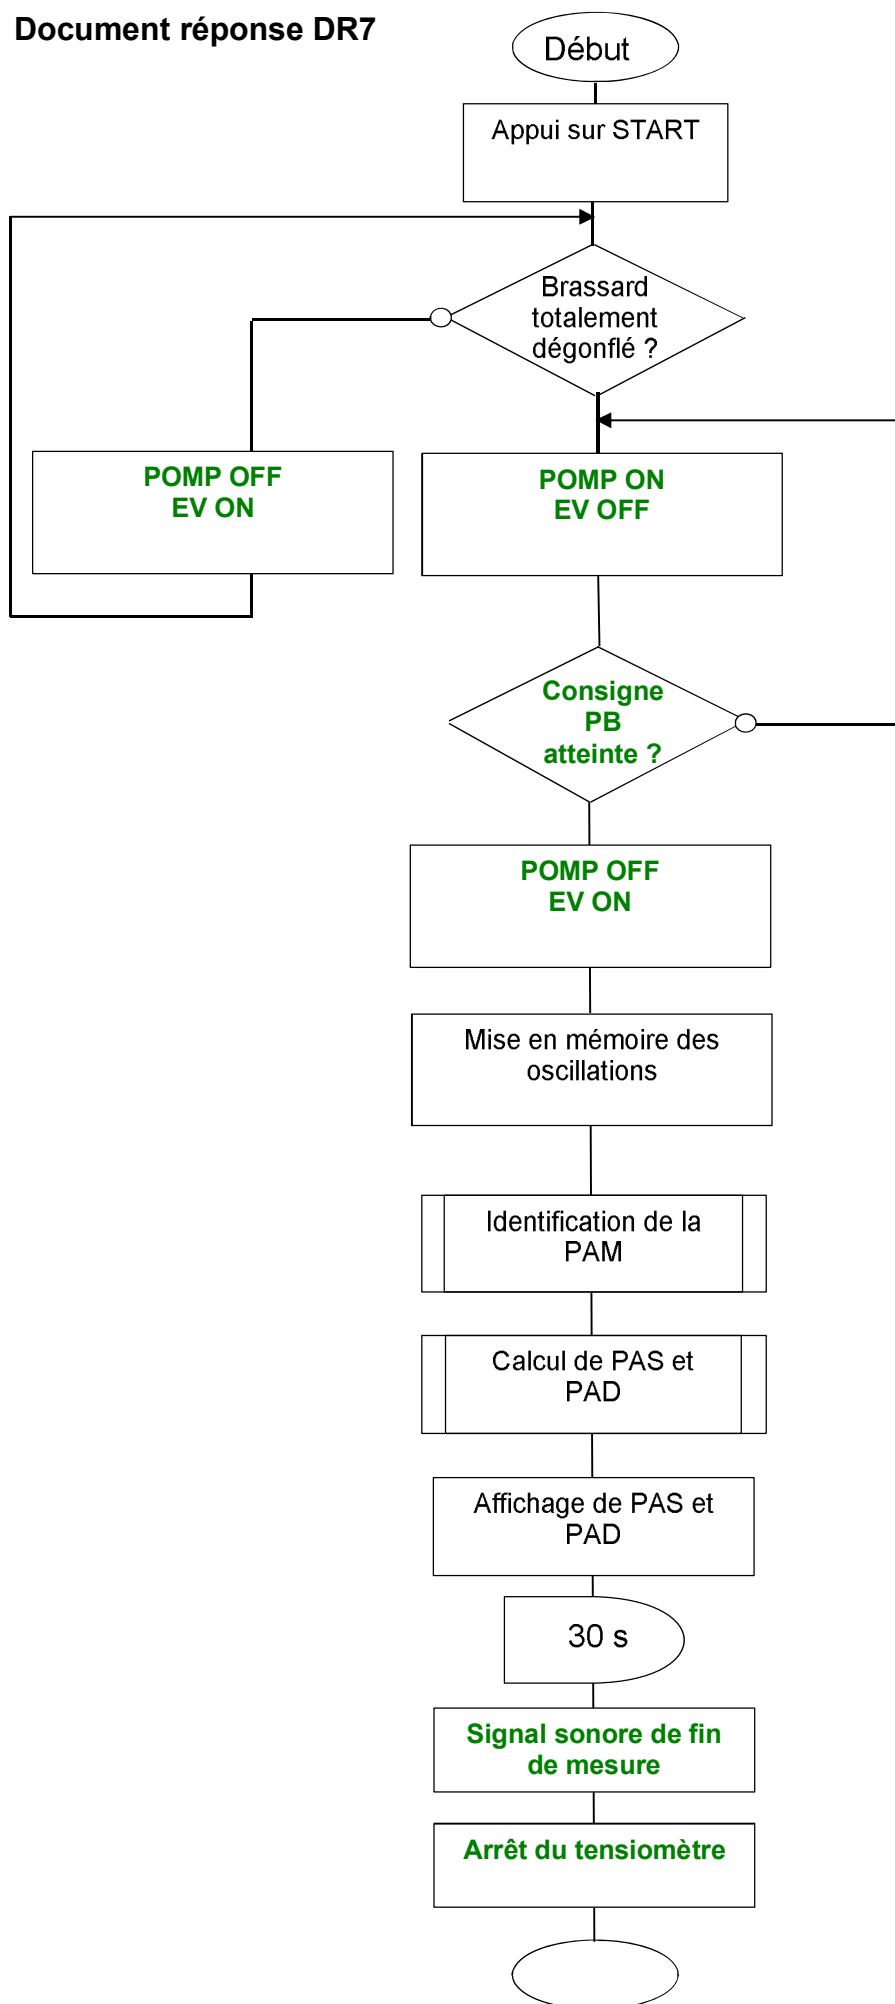 Document réponse DR7
Début
Appui sur START
Brassard
totalement
dégonflé ?
POMP OFF
EV ON
POMP ON
EV OFF
Consigne
PB
atteinte ?
POMP OFF
EV ON
Mise en mémoire des
oscillations
Identification de la
PAM
Calcul de PAS et
PAD
Affichage de PAS et
PAD
30 s
Signal sonore de fin
de mesure
Arrêt du tensiomètre